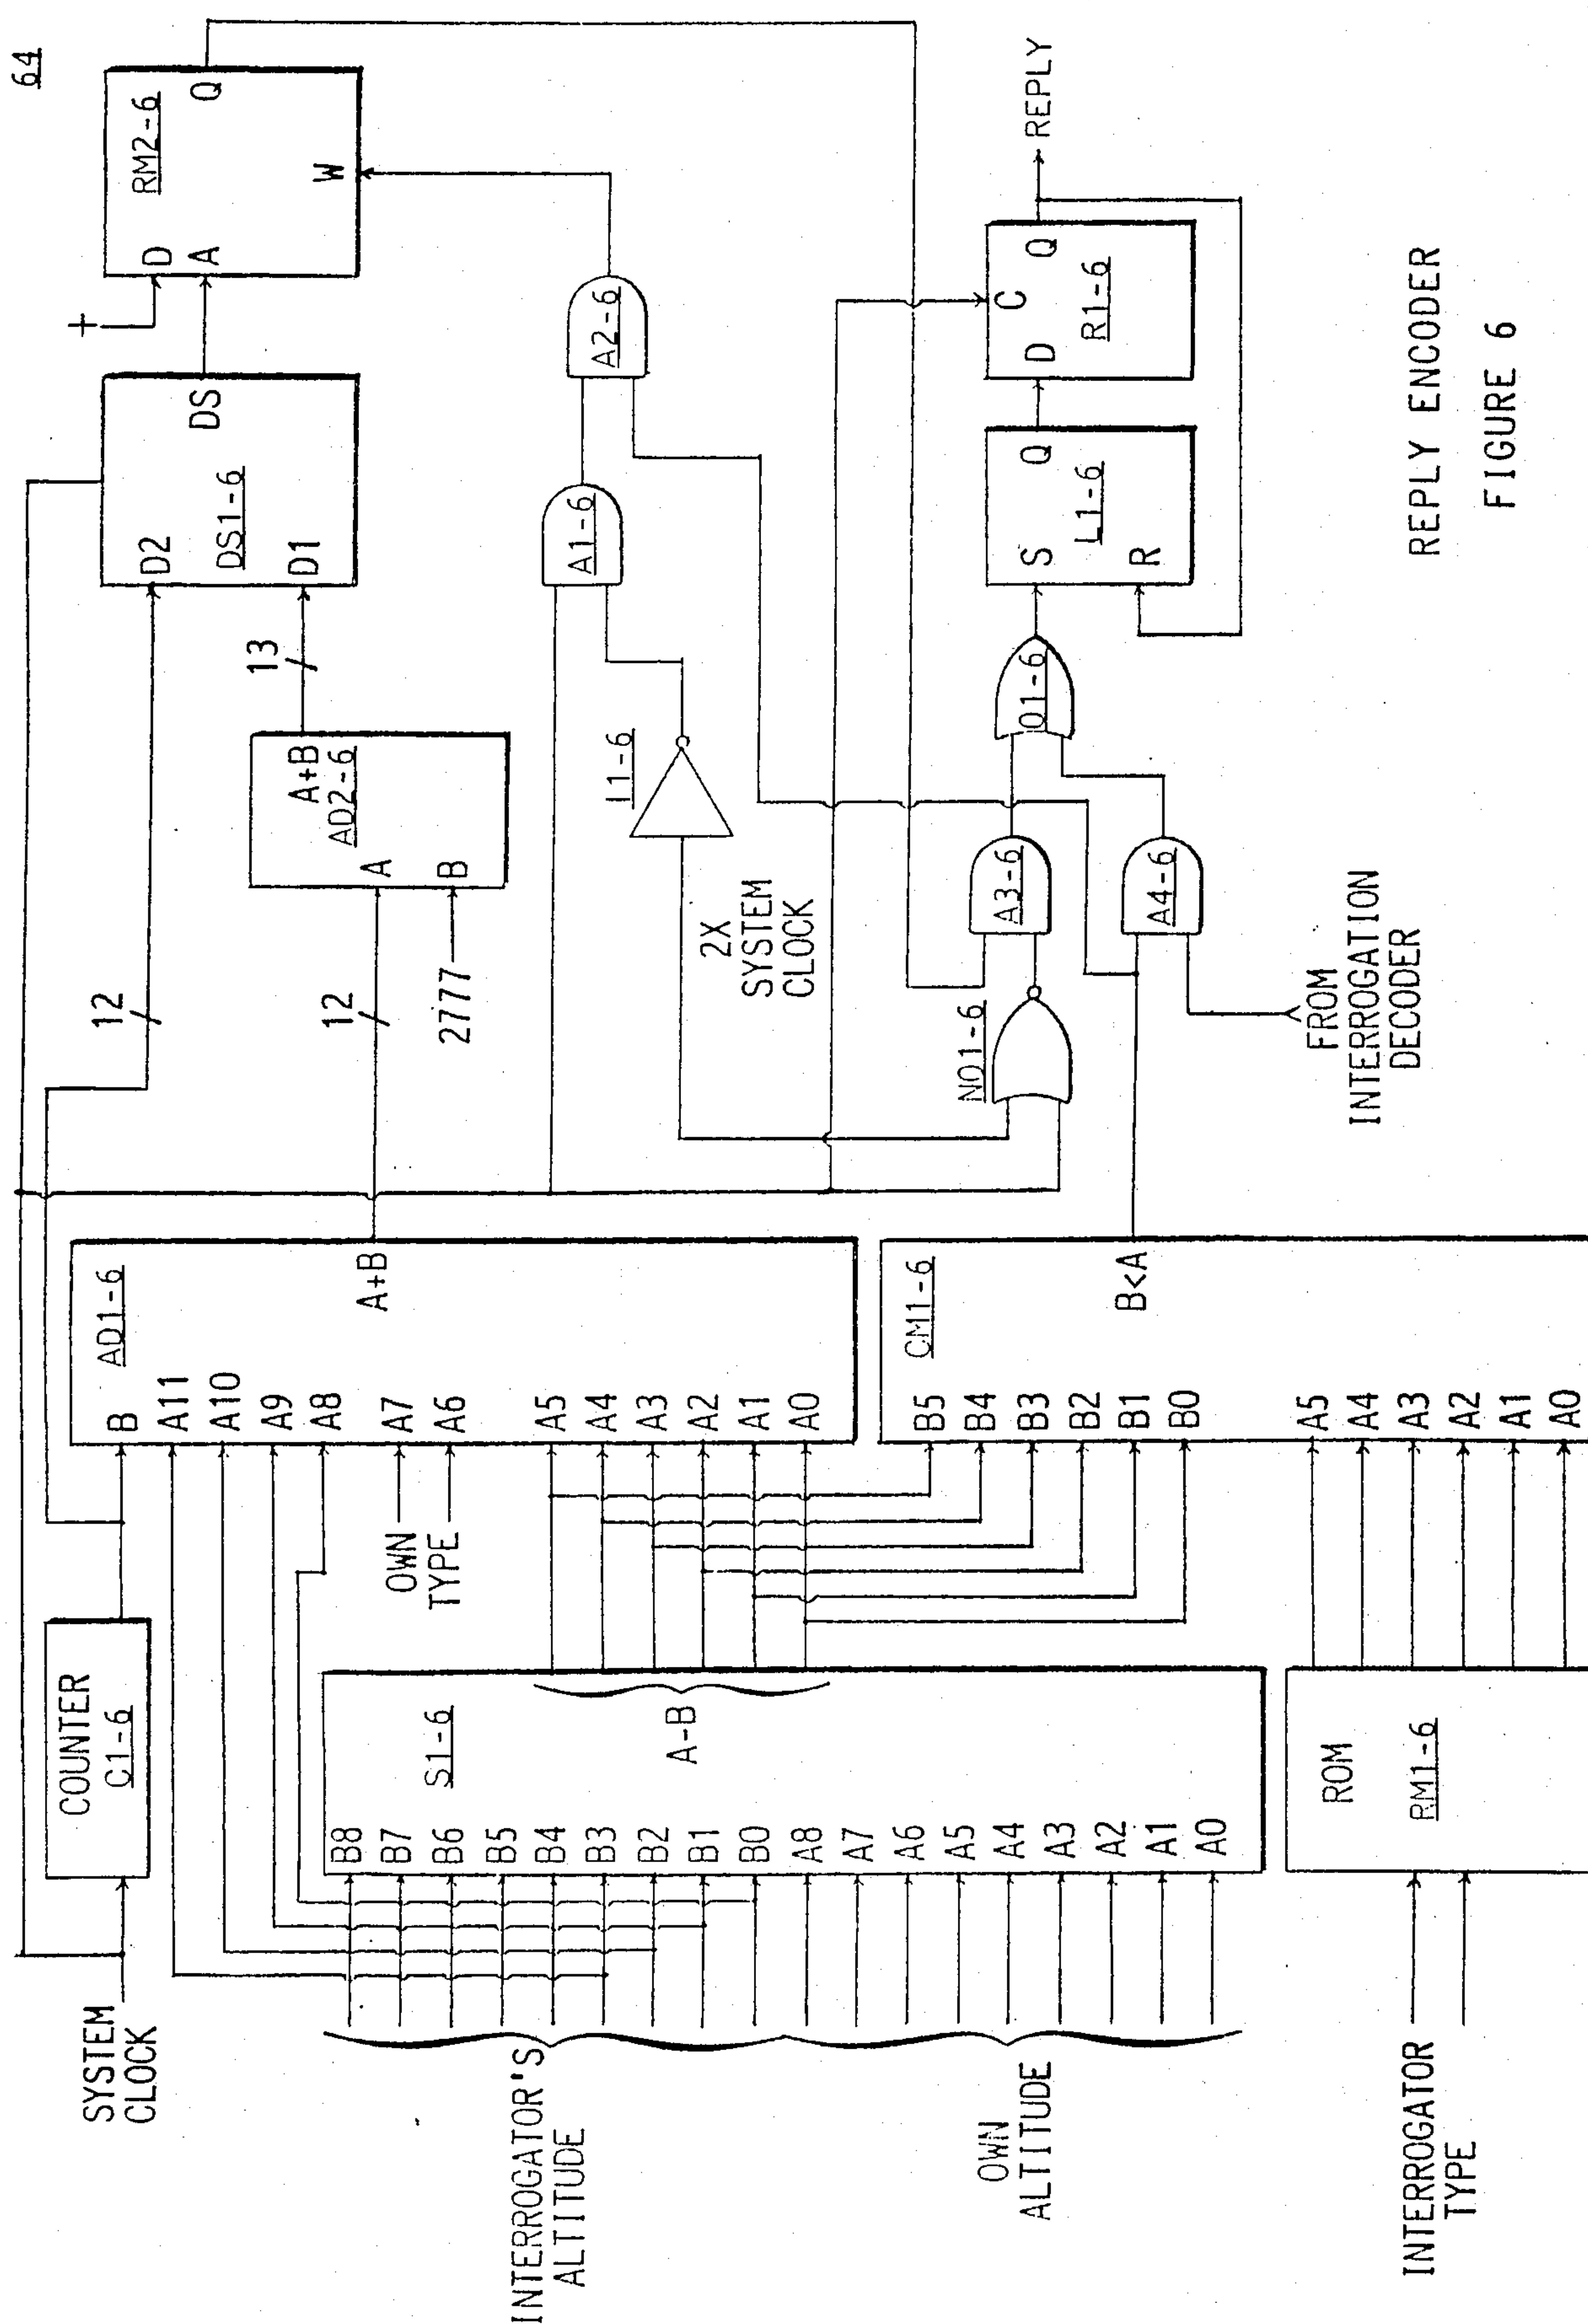 64
SYSTEM
CLOCK
COUNTER
C1-6
INTERROGATOR'S
ALTITUDE
OWN
ALTITUDE
INTERROGATOR
TYPE
B8
B7
B6
B5
B4
B3
B2
B1
B0
A8
A7
A6
A5
A4
A3
A2
A1
A0
S1-6
A-B
ROM
RM1-6
OWN
TYPE
B
A11
A10
A9
A8
A7
A6
A5
A4
A3
A2
A1
A0
AD1-6
A+B
B5
B4
B3
B2
B1
B0
A5
A4
A3
A2
A1
A0
CM1-6
B<A
12
12
2777
A
B
A+B
AD2-6
13
D2
D1
DS1-6
DS
+
D
A
RM2-6
W
Q
2X
SYSTEM
CLOCK
I1-6
A1-6
A2-6
NO1-6
A3-6
A4-6
FROM
INTERROGATION
DECODER
O1-6
S
R
Q
L1-6
D
C
Q
R1-6
REPLY
REPLY ENCODER
FIGURE 6